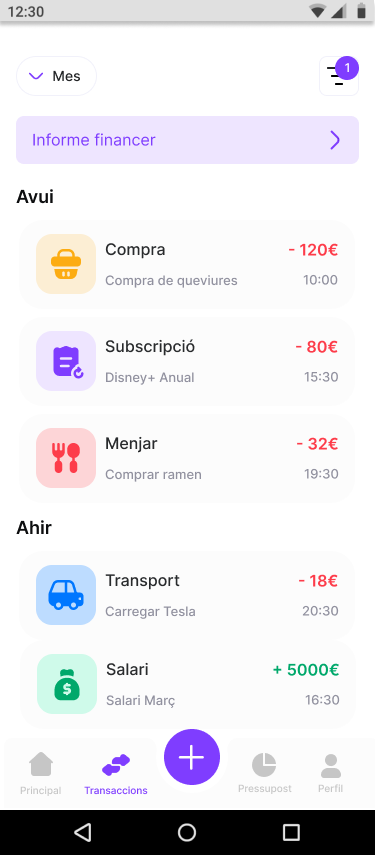 12:30
Mes
1
Informe financer
Avui
Compra
- 120€
Compra de queviures
10:00
Subscripció
- 80€
Disney+ Anual
15:30
Menjar
- 32€
Comprar ramen
19:30
Ahir
Transport
- 18€
Carregar Tesla
20:30
Salari
+ 5000€
Salari Març
16:30
Principal
Transaccions
Pressupost
Perfil